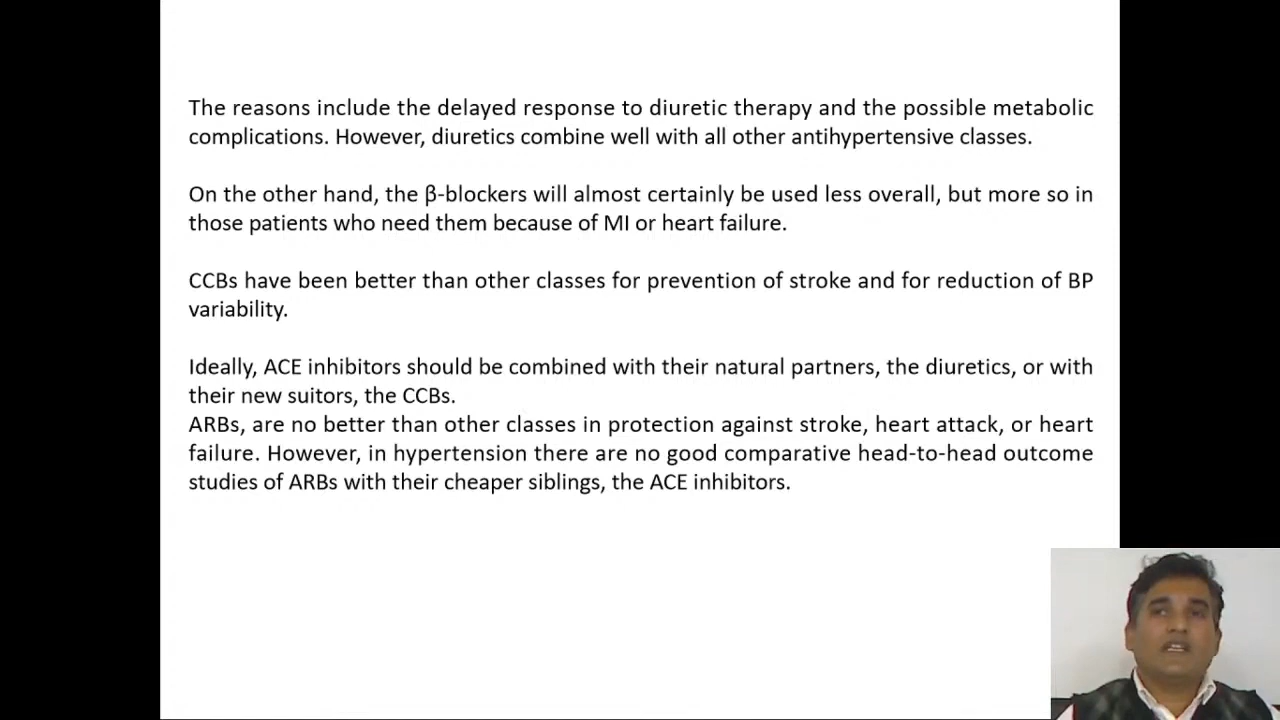 The reasons include the delayed response to diuretic therapy and the possible metabolic
complications. However, diuretics combine well with all other antihypertensive classes.
On the other hand, the β-blockers will almost certainly be used less overall, but more so in
those patients who need them because of MI or heart failure.
CCBs have been better than other classes for prevention of stroke and for reduction of BP
variability.
Ideally, ACE inhibitors should be combined with their natural partners, the diuretics, or with
their new suitors, the CCBs.
ARBs, are no better than other classes in protection against stroke, heart attack, or heart
failure. However, in hypertension there are no good comparative head-to-head outcome
studies of ARBs with their cheaper siblings, the ACE inhibitors.